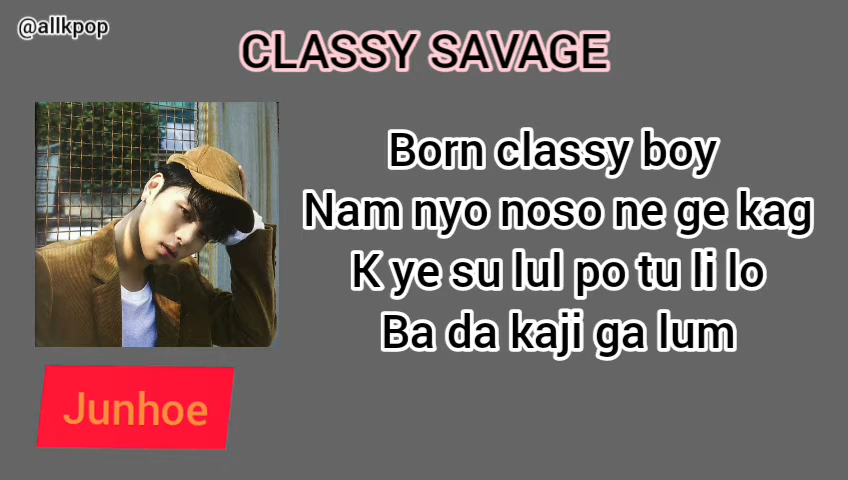 @allkpop
CLASSY SAVAGE
Born classy boy
Nam nyo noso ne ge kag
K ye su lul po tu li lo
Ba da kaji ga lum
Junhoe